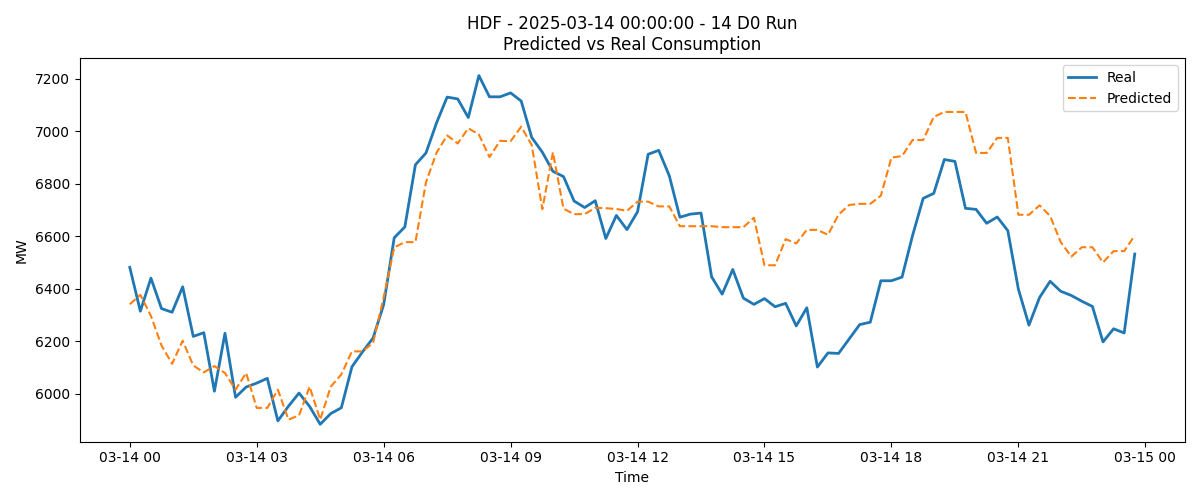 HDF - 2025-03-14 00:00:00 - 14 D0 Run
Predicted vs Real Consumption
Real
Predicted
MW
7200
7000
6800
6600
6400
6200
6000
03-14 00
03-14 03
03-14 06
03-14 09
03-14 12
03-14 15
03-14 18
03-14 21
03-15 00
Time